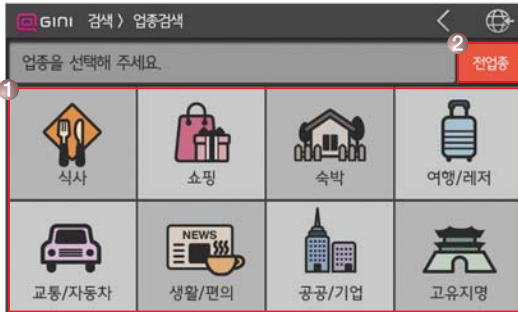 GINI 검색 > 업종검색
업종을 선택해 주세요.
2
전업종
1
식사
쇼핑
숙박
여행/레저
NEWS
교통/자동차
생활/편의
공공/기업
고유지명